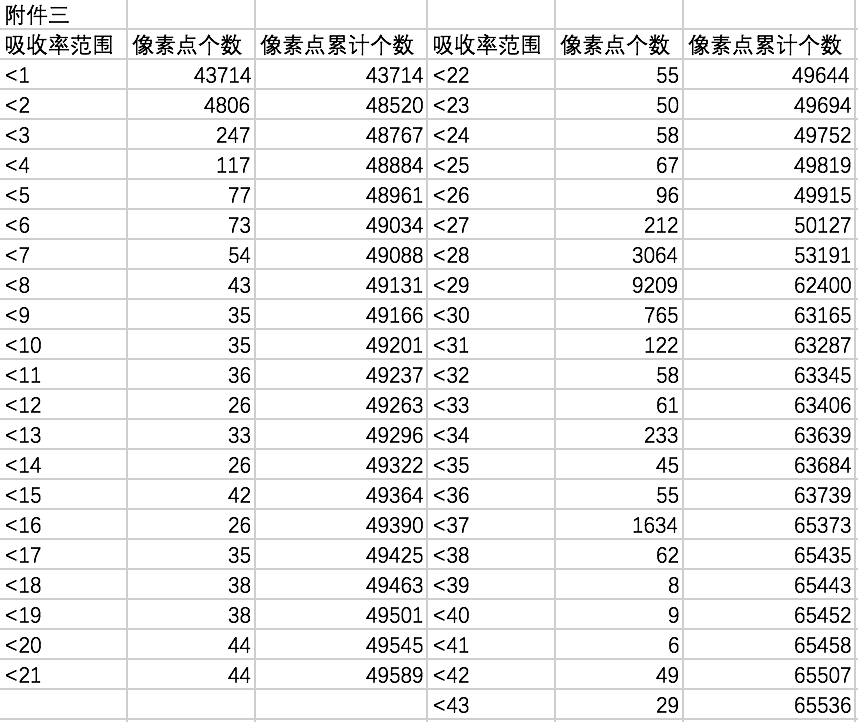 附件三
吸收率范围 像素点个数 像素点累计个数 吸收率范围 像素点个数 像素点累计个数
<1 43714 43714 <22 55 49644
<2 4806 48520 <23 50 49694
<3 247 48767 <24 58 49752
<4 117 48884 <25 67 49819
<5 77 48961 <26 96 49915
<6 73 49034 <27 212 50127
<7 54 49088 <28 3064 53191
<8 43 49131 <29 9209 62400
<9 35 49166 <30 765 63165
<10 35 49201 <31 122 63287
<11 36 49237 <32 58 63345
<12 26 49263 <33 61 63406
<13 33 49296 <34 233 63639
<14 26 49322 <35 45 63684
<15 42 49364 <36 55 63739
<16 26 49390 <37 1634 65373
<17 35 49425 <38 62 65435
<18 38 49463 <39 8 65443
<19 38 49501 <40 9 65452
<20 44 49545 <41 6 65458
<21 44 49589 <42 49 65507
<43 29 65536